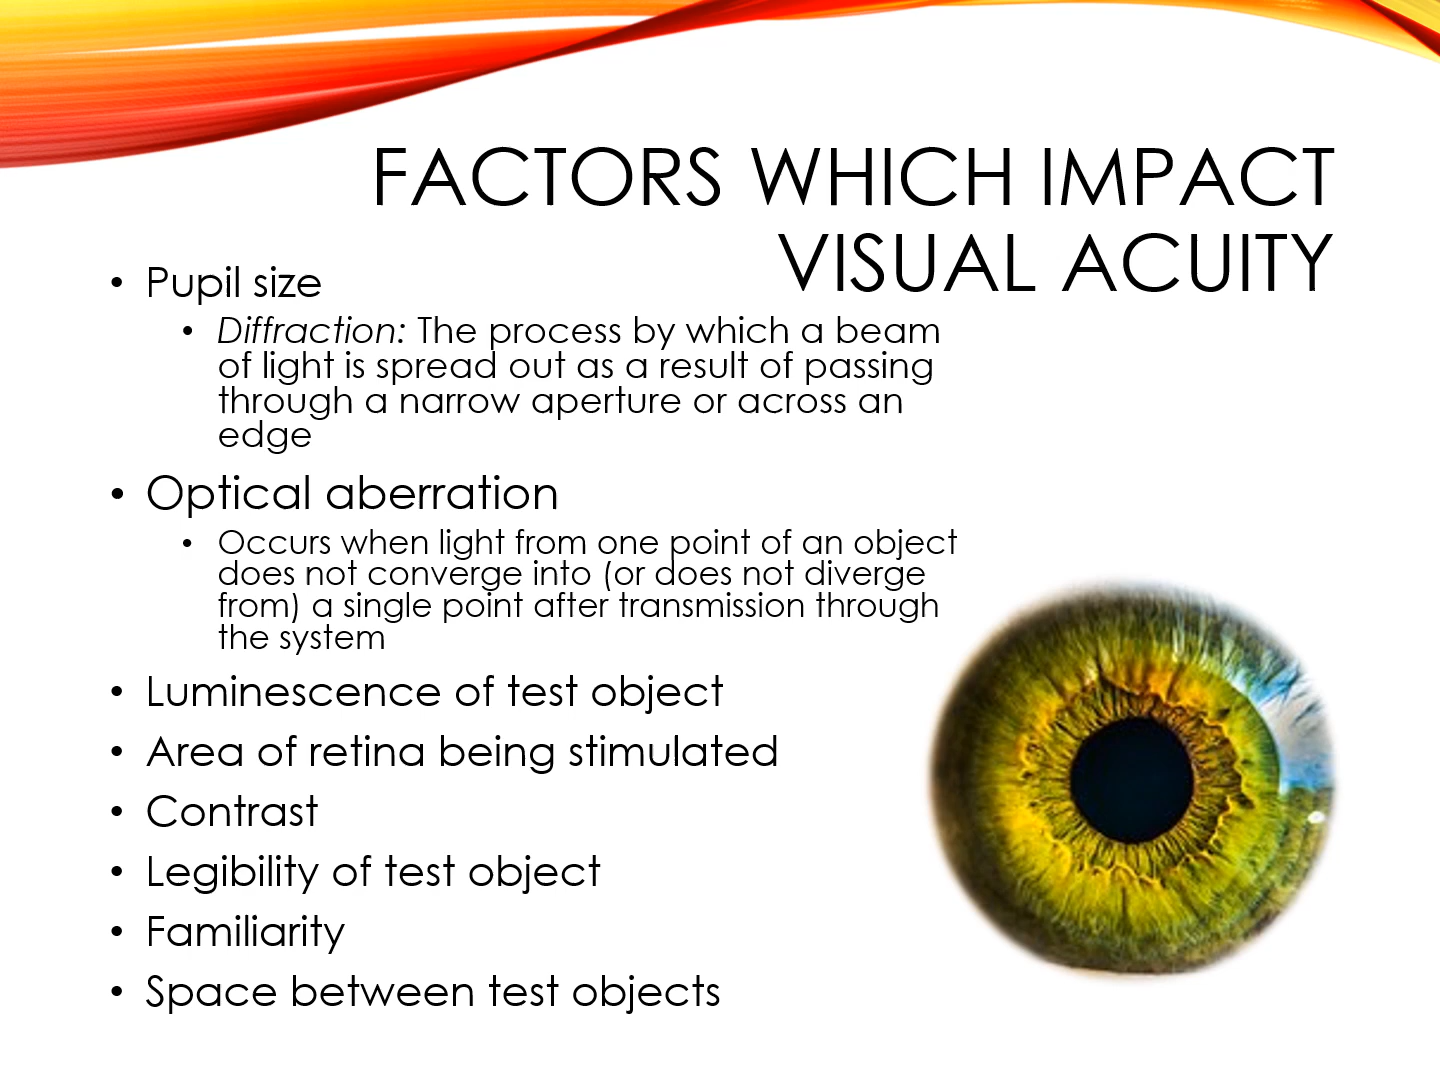 FACTORS WHICH IMPACT
VISUAL ACUITY
• Pupil size
• Diffraction: The process by which a beam
of light is spread out as a result of passing
through a narrow aperture or across an
edge
• Optical aberration
• Occurs when light from one point of an object
does not converge into (or does not diverge
from) a single point after transmission through
the system
• Luminescence of test object
• Area of retina being stimulated
• Contrast
• Legibility of test object
• Familiarity
• Space between test objects